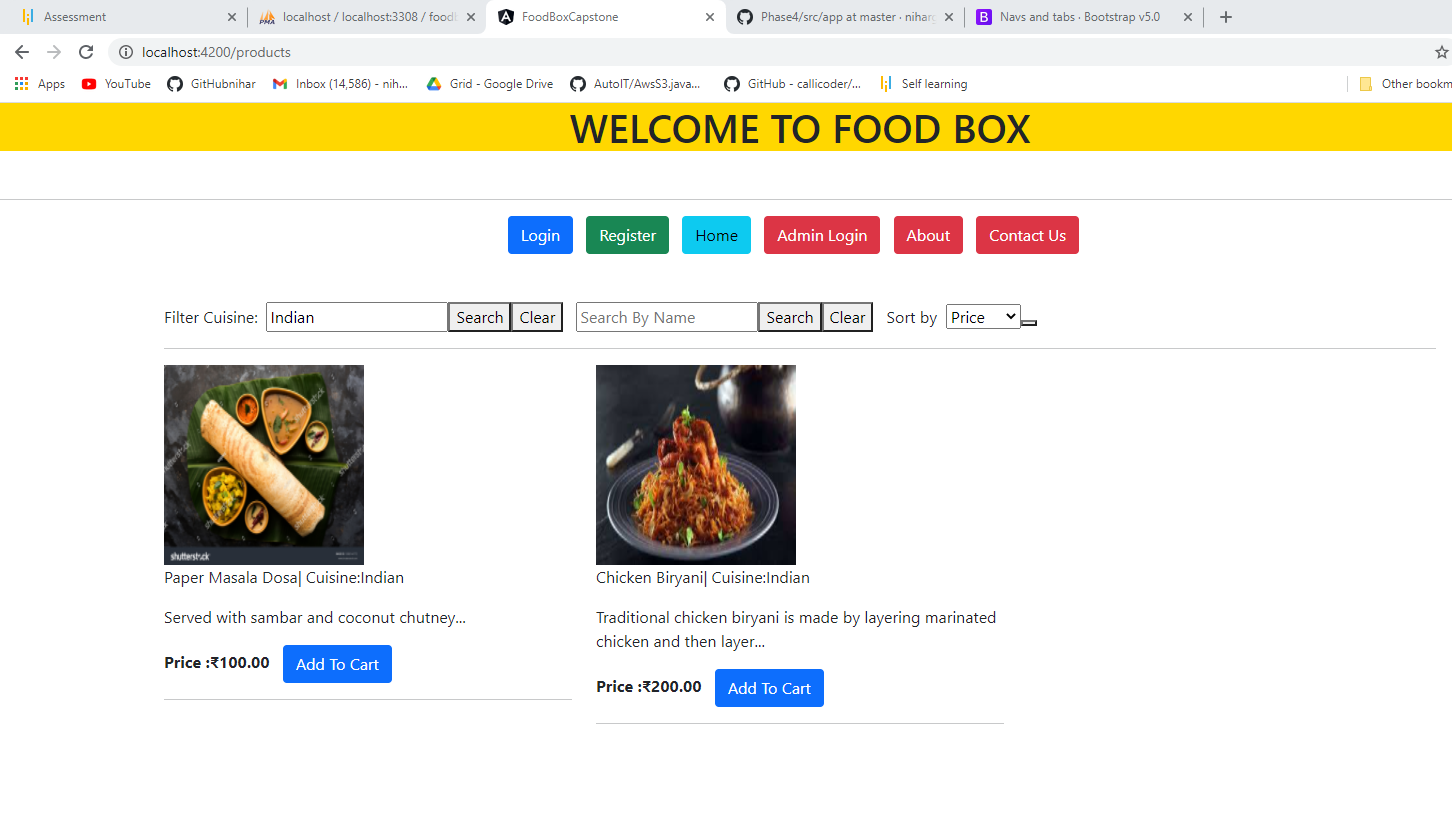 Assessment
localhost / localhost:3308 / foodb
FoodBoxCapstone
Phase4/src/app at master · niharg
Navs and tabs · Bootstrap v5.0
localhost:4200/products
Apps YouTube GitHubnihar Inbox (14,586) - nih... Grid - Google Drive AutoIT/AwsS3.java... GitHub - callicoder/... Self learning Other bookm
WELCOME TO FOOD BOX
Login Register Home Admin Login About Contact Us
Filter Cuisine: Indian Search Clear Search By Name Search Clear Sort by Price
shutterstock
Paper Masala Dosa| Cuisine:Indian
Served with sambar and coconut chutney...
Price :₹100.00 Add To Cart
Chicken Biryani| Cuisine:Indian
Traditional chicken biryani is made by layering marinated
chicken and then layer...
Price :₹200.00 Add To Cart